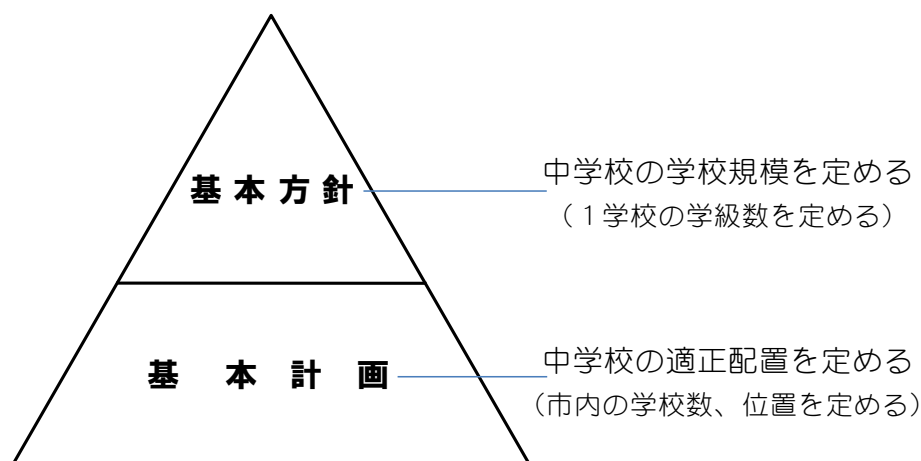 基本方針
中学校の学校規模を定める
（１学校の学級数を定める）
基本計画
中学校の適正配置を定める
（市内の学校数、位置を定める）